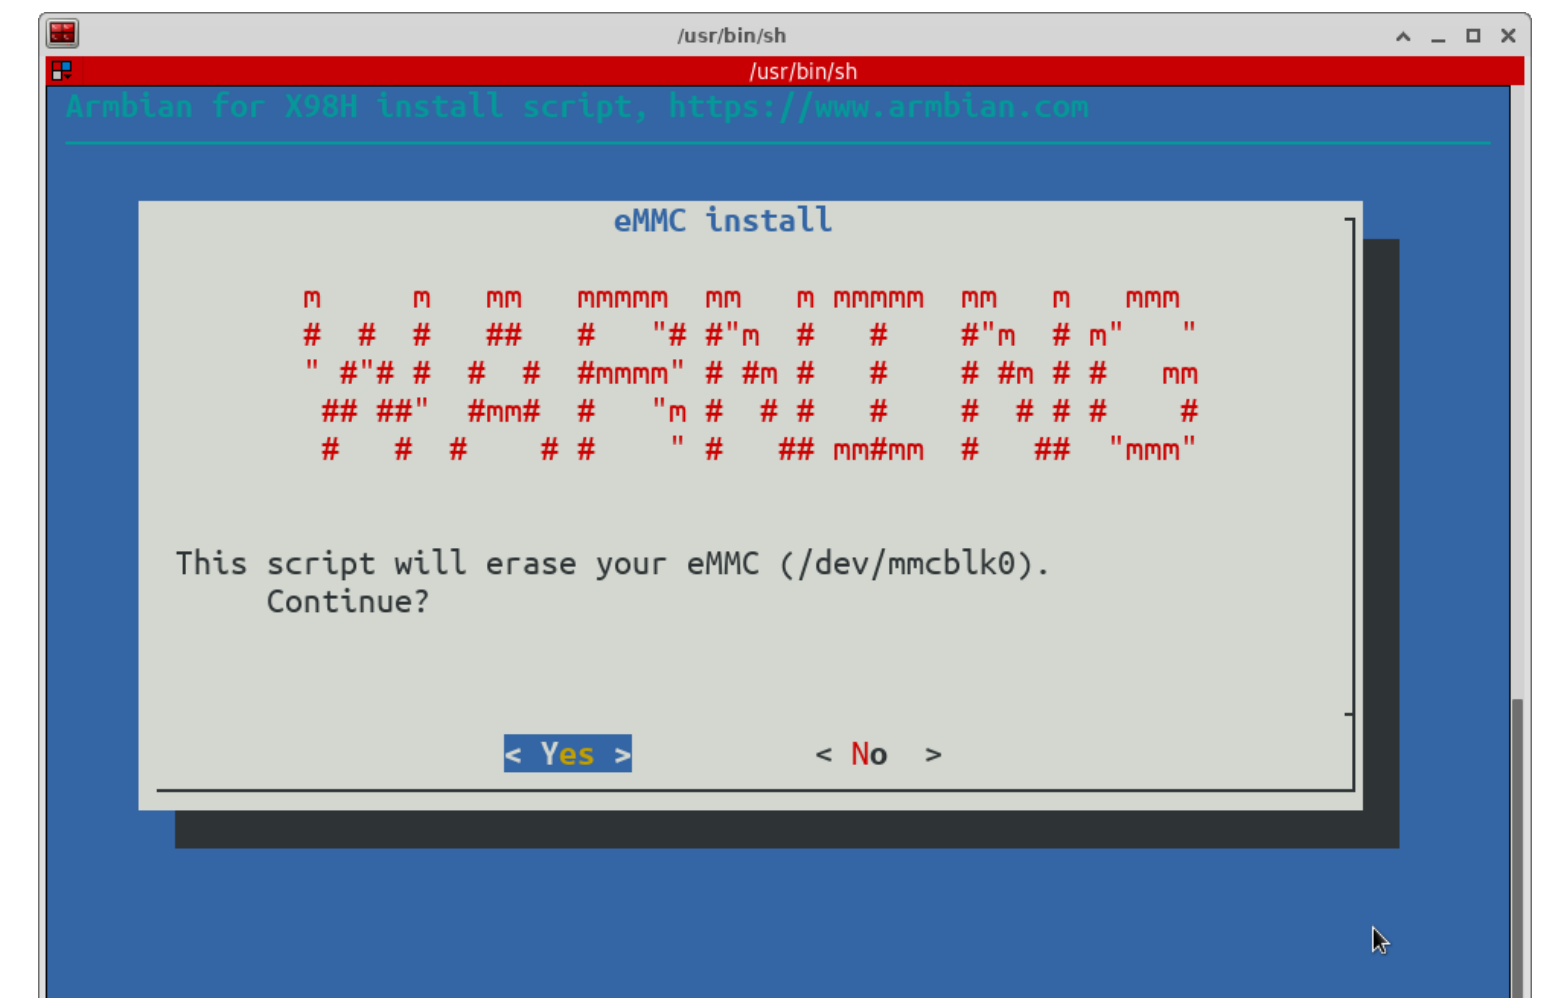 /usr/bin/sh
/usr/bin/sh
Armbian for X98H install script, https://www.armbian.com
eMMC install
WARNING
This script will erase your eMMC (/dev/mmcblk0).
Continue?
< Yes > < No >